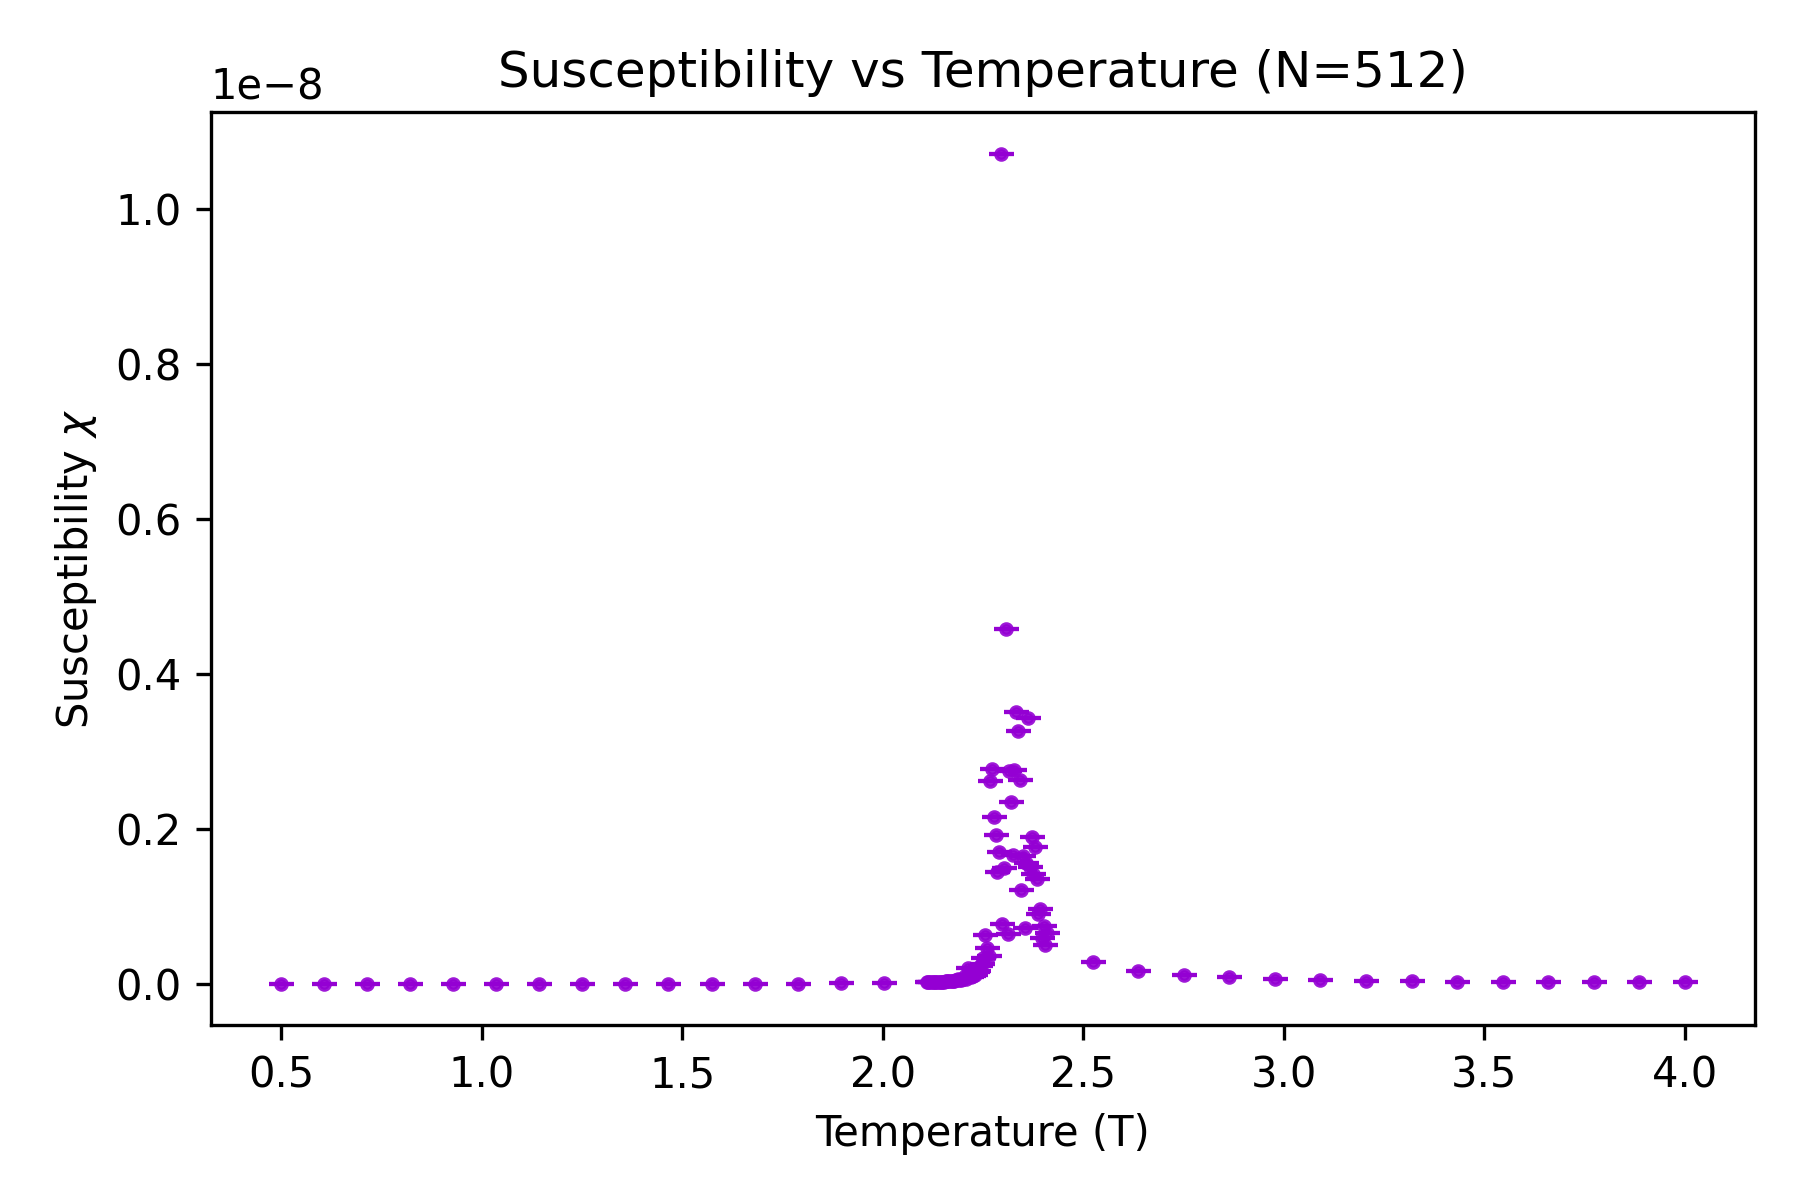 Susceptibility vs Temperature (N=512)
1e−8
1.0
0.8
0.6
0.4
0.2
0.0
Susceptibility χ
0.5 1.0 1.5 2.0 2.5 3.0 3.5 4.0
Temperature (T)